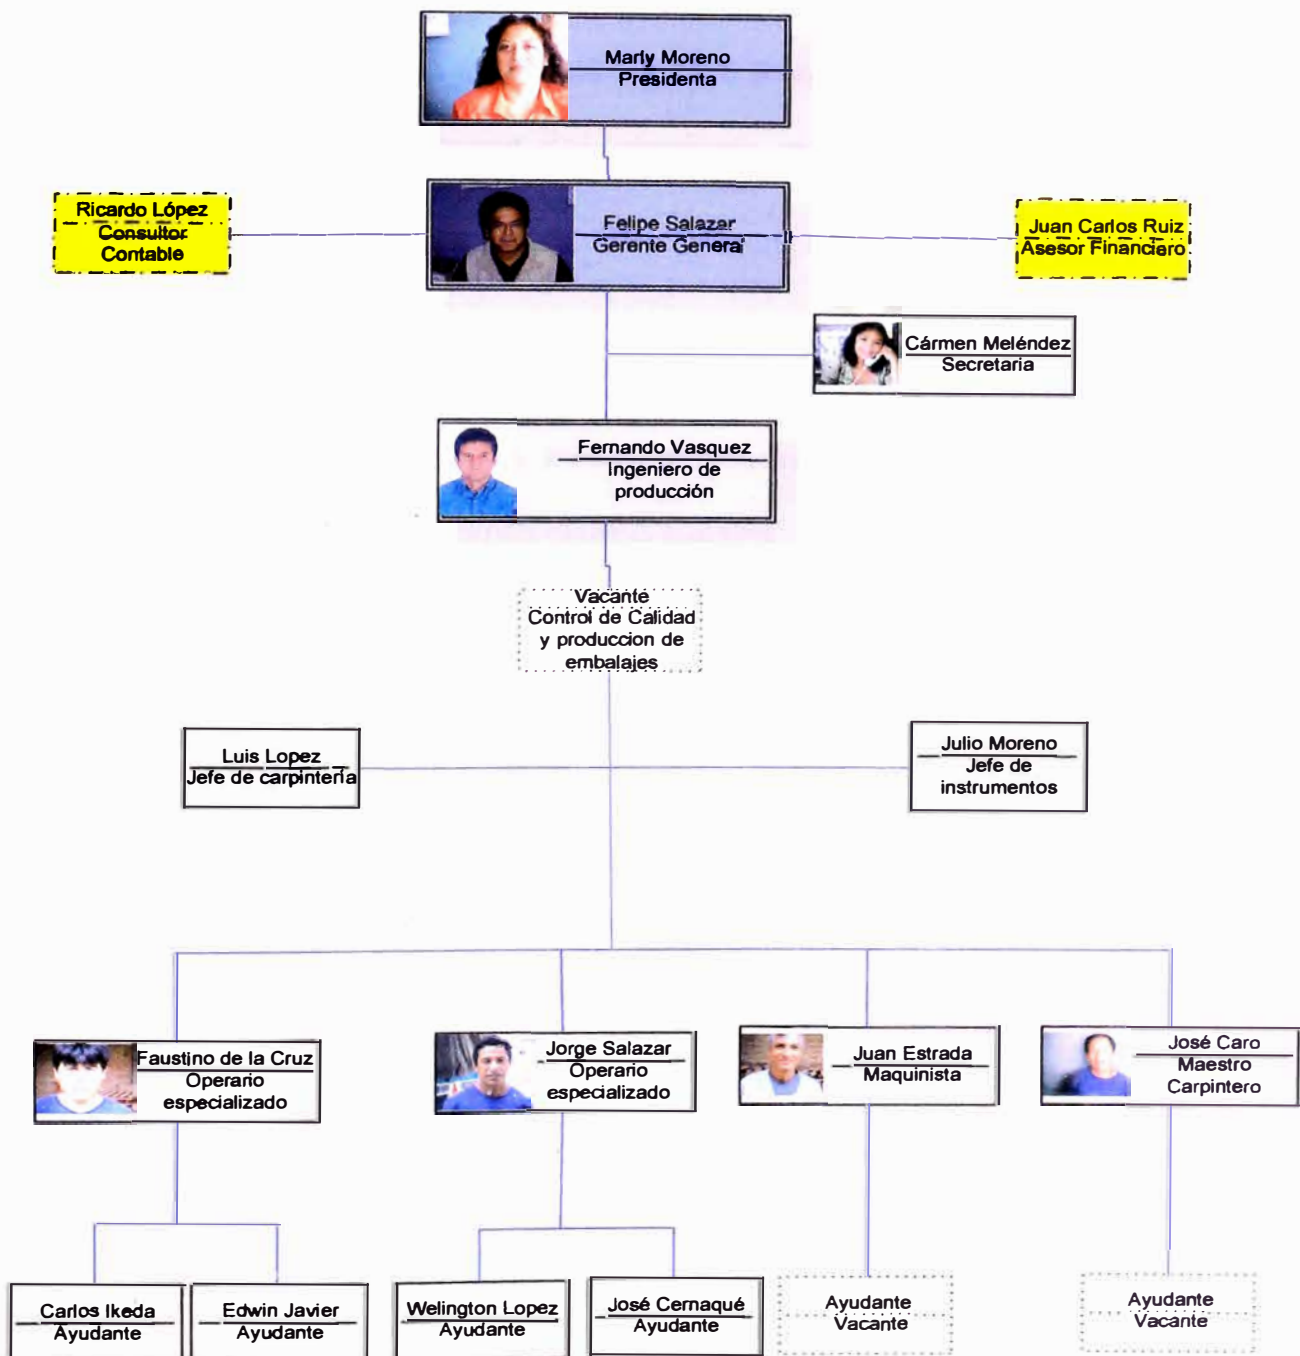 Marly Moreno
Presidenta
Ricardo López
Consultor
Contable
Felipe Salazar
Gerente General
Juan Carlos Ruiz
Asesor Financiero
Cármen Meléndez
Secretaria
Fernando Vasquez
Ingeniero de
producción
Vacante
Control de Calidad
y produccion de
embalajes
Luis Lopez
Jefe de carpintería
Julio Moreno
Jefe de
instrumentos
Faustino de la Cruz
Operario
especializado
Jorge Salazar
Operario
especializado
Juan Estrada
Maquinista
José Caro
Maestro
Carpintero
Carlos Ikeda
Ayudante
Edwin Javier
Ayudante
Welington Lopez
Ayudante
José Cernaqué
Ayudante
Ayudante
Vacante
Ayudante
Vacante